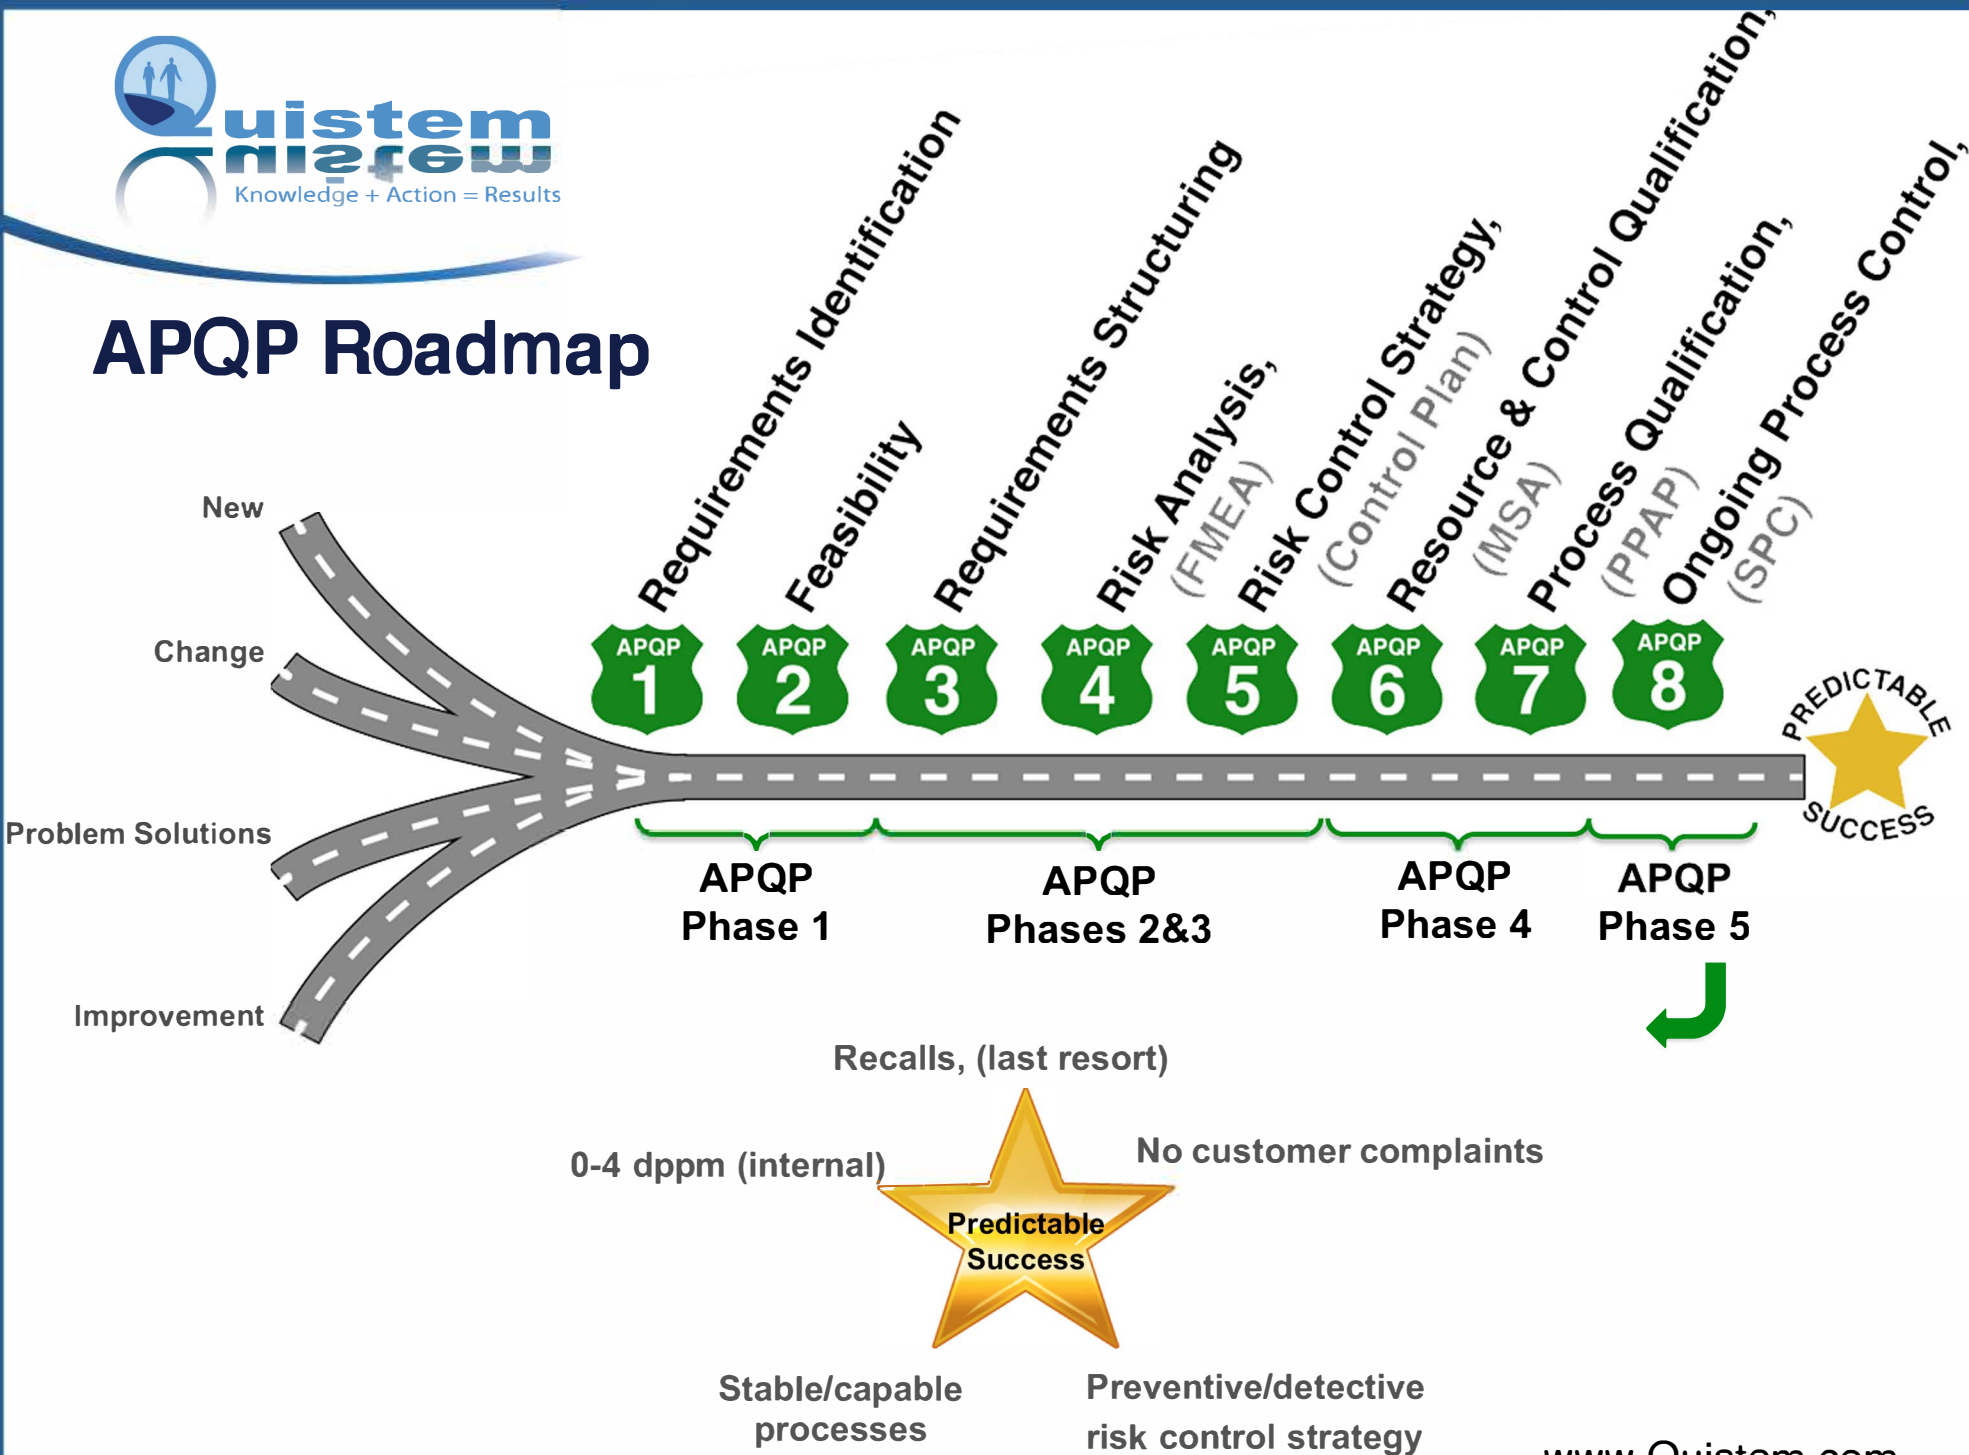 Quistem
Knowledge + Action = Results
APQP Roadmap
Requirements Identification
Feasibility
Requirements Structuring
Risk Analysis,
(FMEA)
Risk Control Strategy,
(Control Plan)
Resource & Control Qualification,
(MSA)
Process Qualification,
(PPAP)
Ongoing Process Control,
(SPC)
New
Change
Problem Solutions
Improvement
APQP
1
APQP
2
APQP
3
APQP
4
APQP
5
APQP
6
APQP
7
APQP
8
PREDICTABLE
SUCCESS
APQP
Phase 1
APQP
Phases 2&3
APQP
Phase 4
APQP
Phase 5
Recalls, (last resort)
0-4 dppm (internal)
No customer complaints
Predictable
Success
Stable/capable
processes
Preventive/detective
risk control strategy
www.Quistem.com